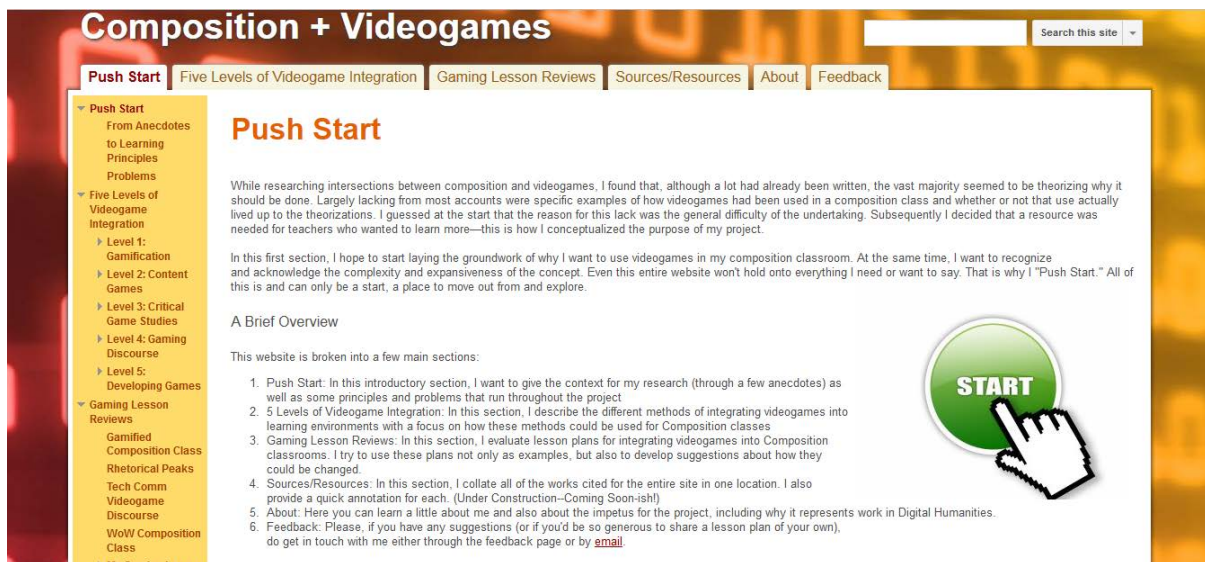 Composition + Videogames
Search this site
Push Start
Five Levels of Videogame Integration
Gaming Lesson Reviews
Sources/Resources
About
Feedback
Push Start
From Anecdotes
to Learning
Principles
Problems
Five Levels of
Videogame
Integration
Level 1:
Gamification
Level 2: Content
Games
Level 3: Critical
Game Studies
Level 4: Gaming
Discourse
Level 5:
Developing Games
Gaming Lesson
Reviews
Gamified
Composition Class
Rhetorical Peaks
Tech Comm
Videogame
Discourse
WoW Composition
Class
Push Start
While researching intersections between composition and videogames, I found that, although a lot had already been written, the vast majority seemed to be theorizing why it
should be done. Largely lacking from most accounts were specific examples of how videogames had been used in a composition class and whether or not that use actually
lived up to the theorizations. I guessed at the start that the reason for this lack was the general difficulty of the undertaking. Subsequently I decided that a resource was
needed for teachers who wanted to learn more—this is how I conceptualized the purpose of my project.
In this first section, I hope to start laying the groundwork of why I want to use videogames in my composition classroom. At the same time, I want to recognize
and acknowledge the complexity and expansiveness of the concept. Even this entire website won't hold onto everything I need or want to say. That is why I "Push Start." All of
this is and can only be a start, a place to move out from and explore.
A Brief Overview
This website is broken into a few main sections:
1. Push Start: In this introductory section, I want to give the context for my research (through a few anecdotes) as
well as some principles and problems that run throughout the project
2. 5 Levels of Videogame Integration: In this section, I describe the different methods of integrating videogames into
learning environments with a focus on how these methods could be used for Composition classes
3. Gaming Lesson Reviews: In this section, I evaluate lesson plans for integrating videogames into Composition
classrooms. I try to use these plans not only as examples, but also to develop suggestions about how they
could be changed.
4. Sources/Resources: In this section, I collate all of the works cited for the entire site in one location. I also
provide a quick annotation for each. (Under Construction--Coming Soon-ish!)
5. About: Here you can learn a little about me and also about the impetus for the project, including why it represents work in Digital Humanities.
6. Feedback: Please, if you have any suggestions (or if you'd be so generous to share a lesson plan of your own),
do get in touch with me either through the feedback page or by email.
START